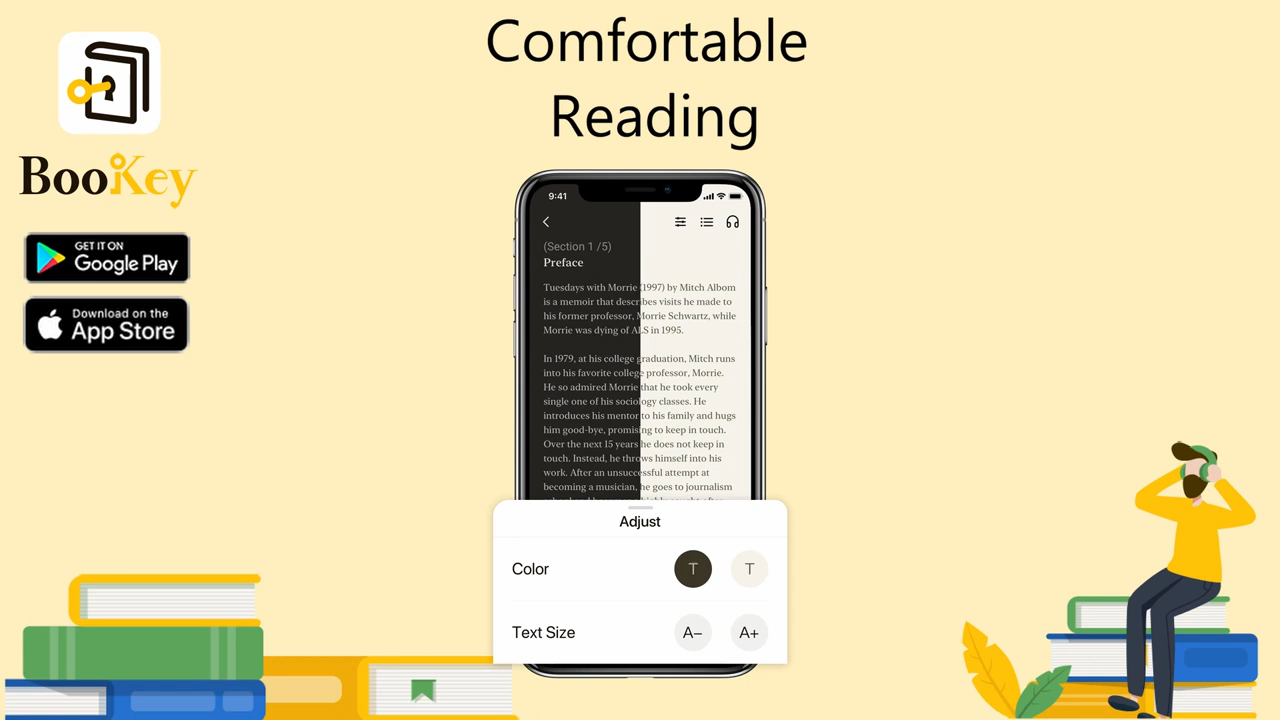 Comfortable
Reading
BooKey
GET IT ON
Google Play
Download on the
App Store
9:41
(Section 1 /5)
Preface
Tuesdays with Morrie (1997) by Mitch Albom
is a memoir that describes visits he made to
his former professor, Morrie Schwartz, while
Morrie was dying of ALS in 1995.
In 1979, at his college graduation, Mitch runs
into his favorite college professor, Morrie.
He so admired Morrie that he took every
single one of his sociology classes. He
introduces his mentor to his family and hugs
him good-bye, promising to keep in touch.
Over the next 15 years he does not keep in
touch. Instead, he throws himself into his
work. After an unsuccessful attempt at
becoming a musician, he goes to journalism
Adjust
Color T T
Text Size A− A+